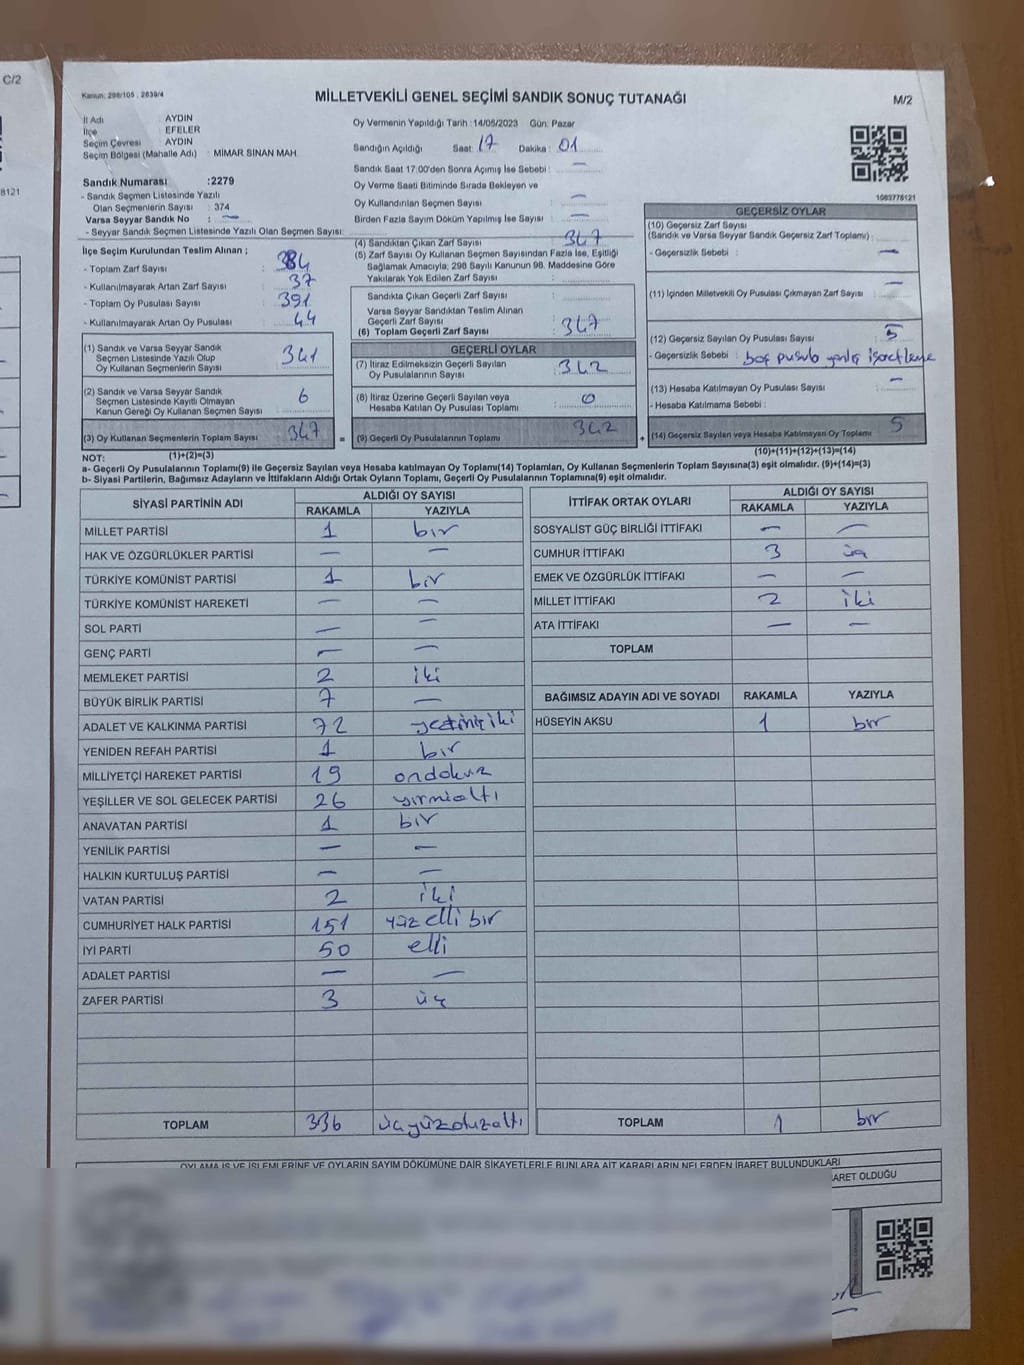 C/2
8121
Kanun: 298/105 , 2839/4
MİLLETVEKİLİ GENEL SEÇİMİ SANDIK SONUÇ TUTANAĞI
M/2
İl Adı : AYDIN
İlçe : EFELER
Seçim Çevresi : AYDIN
Seçim Bölgesi (Mahalle Adı) : MİMAR SİNAN MAH.
Oy Vermenin Yapıldığı Tarih :14/05/2023 Gün: Pazar
Sandığın Açıldığı Saat: 17 Dakika: 01
Sandık Saat 17:00'den Sonra Açımış İse Sebebi : —
Oy Verme Saati Bitiminde Sırada Bekleyen ve
Oy Kullandırılan Seçmen Sayısı : —
Birden Fazla Sayım Döküm Yapılmış İse Sayısı : —
Sandık Numarası :2279
- Sandık Seçmen Listesinde Yazılı
Olan Seçmenlerin Sayısı : 374
Varsa Seyyar Sandık No : —
- Seyyar Sandık Seçmen Listesinde Yazılı Olan Seçmen Sayısı:
İlçe Seçim Kurulundan Teslim Alınan ;
- Toplam Zarf Sayısı : 384
- Kullanılmayarak Artan Zarf Sayısı : 37
- Toplam Oy Pusulası Sayısı : 391
- Kullanılmayarak Artan Oy Pusulası : 44
(1) Sandık ve Varsa Seyyar Sandık
Seçmen Listesinde Yazılı Olup
Oy Kullanan Seçmenlerin Sayısı : 341
(2) Sandık ve Varsa Seyyar Sandık
Seçmen Listesinde Kayıtlı Olmayan
Kanun Gereği Oy Kullanan Seçmen Sayısı : 6
(3) Oy Kullanan Seçmenlerin Toplam Sayısı : 347
(4) Sandıktan Çıkan Zarf Sayısı : 347
(5) Zarf Sayısı Oy Kullanan Seçmen Sayısından Fazla İse, Eşitliği
Sağlamak Amacıyla; 298 Sayılı Kanunun 98. Maddesine Göre
Yakılarak Yok Edilen Zarf Sayısı :
Sandıkta Çıkan Geçerli Zarf Sayısı :
Varsa Seyyar Sandıktan Teslim Alınan
Geçerli Zarf Sayısı :
(6) Toplam Geçerli Zarf Sayısı : 347
GEÇERLİ OYLAR
(7) İtiraz Edilmeksizin Geçerli Sayılan
Oy Pusulalarının Sayısı : 342
(8) İtiraz Üzerine Geçerli Sayılan veya
Hesaba Katılan Oy Pusulası Toplamı : 0
= (9) Geçerli Oy Pusulalarının Toplamı 342 +
1083778121
GEÇERSİZ OYLAR
(10) Geçersiz Zarf Sayısı
(Sandık ve Varsa Seyyar Sandık Geçersiz Zarf Toplamı) :
- Geçersizlik Sebebi : —
(11) İçinden Milletvekili Oy Pusulası Çıkmayan Zarf Sayısı : —
(12) Geçersiz Sayılan Oy Pusulası Sayısı : 5
- Geçersizlik Sebebi : boş pusula yanlış işaretleme
(13) Hesaba Katılmayan Oy Pusulası Sayısı : —
- Hesaba Katılmama Sebebi :
(14) Geçersiz Sayılan veya Hesaba Katılmayan Oy Toplamı 5
NOT: (1)+(2)=(3)
(10)+(11)+(12)+(13)=(14)
a- Geçerli Oy Pusulalarının Toplamı(9) ile Geçersiz Sayılan veya Hesaba katılmayan Oy Toplamı(14) Toplamları, Oy Kullanan Seçmenlerin Toplam Sayısına(3) eşit olmalıdır. (9)+(14)=(3)
b- Siyasi Partilerin, Bağımsız Adayların ve İttifakların Aldığı Ortak Oyların Toplamı, Geçerli Oy Pusulalarının Toplamına(9) eşit olmalıdır.
SİYASİ PARTİNİN ADI ALDIĞI OY SAYISI
RAKAMLA YAZIYLA
MİLLET PARTİSİ 1 bir
HAK VE ÖZGÜRLÜKLER PARTİSİ — —
TÜRKİYE KOMÜNİST PARTİSİ 1 bir
TÜRKİYE KOMÜNİST HAREKETİ — —
SOL PARTİ — —
GENÇ PARTİ — —
MEMLEKET PARTİSİ 2 iki
BÜYÜK BİRLİK PARTİSİ 7 —
ADALET VE KALKINMA PARTİSİ 72 yetmiş iki
YENİDEN REFAH PARTİSİ 1 bir
MİLLİYETÇİ HAREKET PARTİSİ 19 ondokuz
YEŞİLLER VE SOL GELECEK PARTİSİ 26 yirmialtı
ANAVATAN PARTİSİ 1 bir
YENİLİK PARTİSİ — —
HALKIN KURTULUŞ PARTİSİ — —
VATAN PARTİSİ 2 iki
CUMHURİYET HALK PARTİSİ 151 yüz elli bir
İYİ PARTİ 50 elli
ADALET PARTİSİ — —
ZAFER PARTİSİ 3 üç
TOPLAM 336 üçyüzotuzaltı
İTTİFAK ORTAK OYLARI ALDIĞI OY SAYISI
RAKAMLA YAZIYLA
SOSYALİST GÜÇ BİRLİĞİ İTTİFAKI — —
CUMHUR İTTİFAKI 3 üç
EMEK VE ÖZGÜRLÜK İTTİFAKI — —
MİLLET İTTİFAKI 2 iki
ATA İTTİFAKI — —
TOPLAM
BAĞIMSIZ ADAYIN ADI VE SOYADI RAKAMLA YAZIYLA
HÜSEYİN AKSU 1 bir
TOPLAM 1 bir
OYLAMA İŞ VE İŞLEMLERİNE VE OYLARIN SAYIM DÖKÜMÜNE DAİR ŞİKAYETLERLE BUNLARA AİT KARARLARIN NELERDEN İBARET BULUNDUKLARI
ARET OLDUĞU